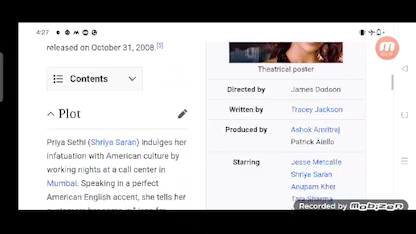 4:27
released on October 31, 2008.[3]
Contents
Plot
Priya Sethi (Shriya Saran) indulges her
infatuation with American culture by
working nights at a call center in
Mumbai. Speaking in a perfect
American English accent, she tells her
Theatrical poster
Directed by James Dodson
Written by Tracey Jackson
Produced by Ashok Amritraj
Patrick Aiello
Starring Jesse Metcalfe
Shriya Saran
Anupam Kher
Tara Sharma
Recorded by Mobizen